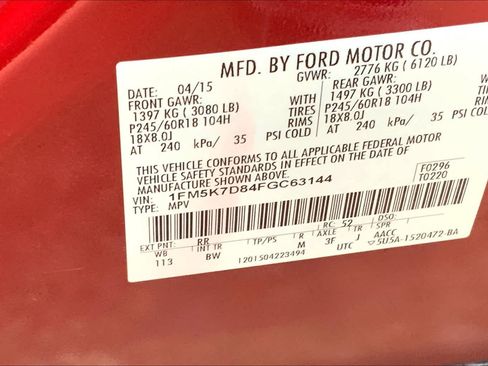 MFD. BY FORD MOTOR CO.
DATE: 04/15 GVWR: 2776 KG ( 6120 LB)
FRONT GAWR: REAR GAWR:
1397 KG ( 3080 LB) WITH 1497 KG ( 3300 LB) WITH
P245/60R18 104H TIRES P245/60R18 104H TIRES
18X8.0J RIMS 18X8.0J RIMS
AT 240 kPa/ 35 PSI COLD AT 240 kPa/ 35 PSI COLD
THIS VEHICLE CONFORMS TO ALL APPLICABLE FEDERAL MOTOR
VEHICLE SAFETY STANDARDS IN EFFECT ON THE DATE OF
MANUFACTURE SHOWN ABOVE.
VIN: 1FM5K7D84FGC63144 F0296
TYPE: MPV T0220
EXT PNT: RR RC: 52 DSO:
WB BW TP/PS R AXLE TR SPR
113 M 3F J AACC
1201504223494 UTC 5U5A-1520472-BA